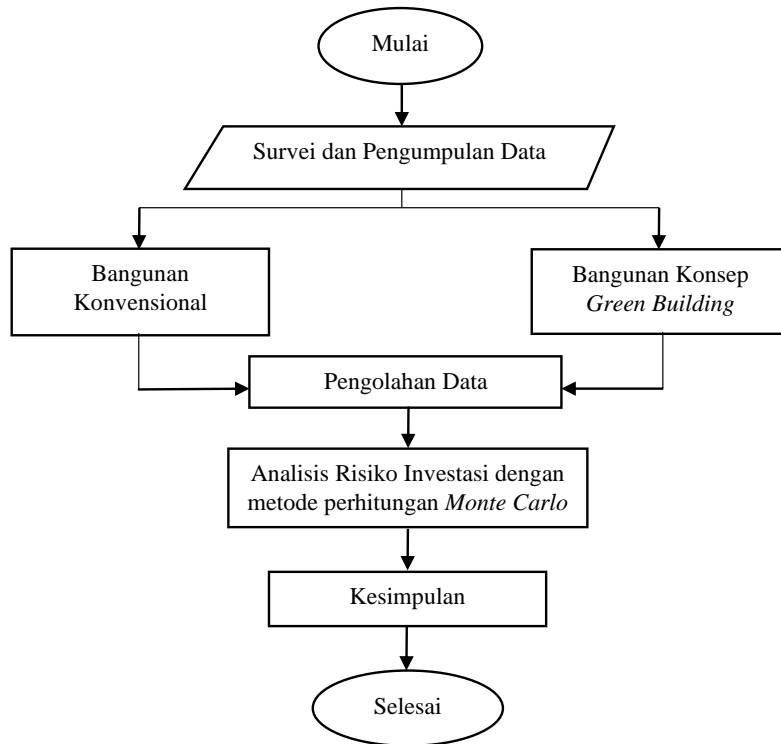 Mulai
Survei dan Pengumpulan Data
Bangunan
Konvensional
Bangunan Konsep
Green Building
Pengolahan Data
Analisis Risiko Investasi dengan
metode perhitungan Monte Carlo
Kesimpulan
Selesai